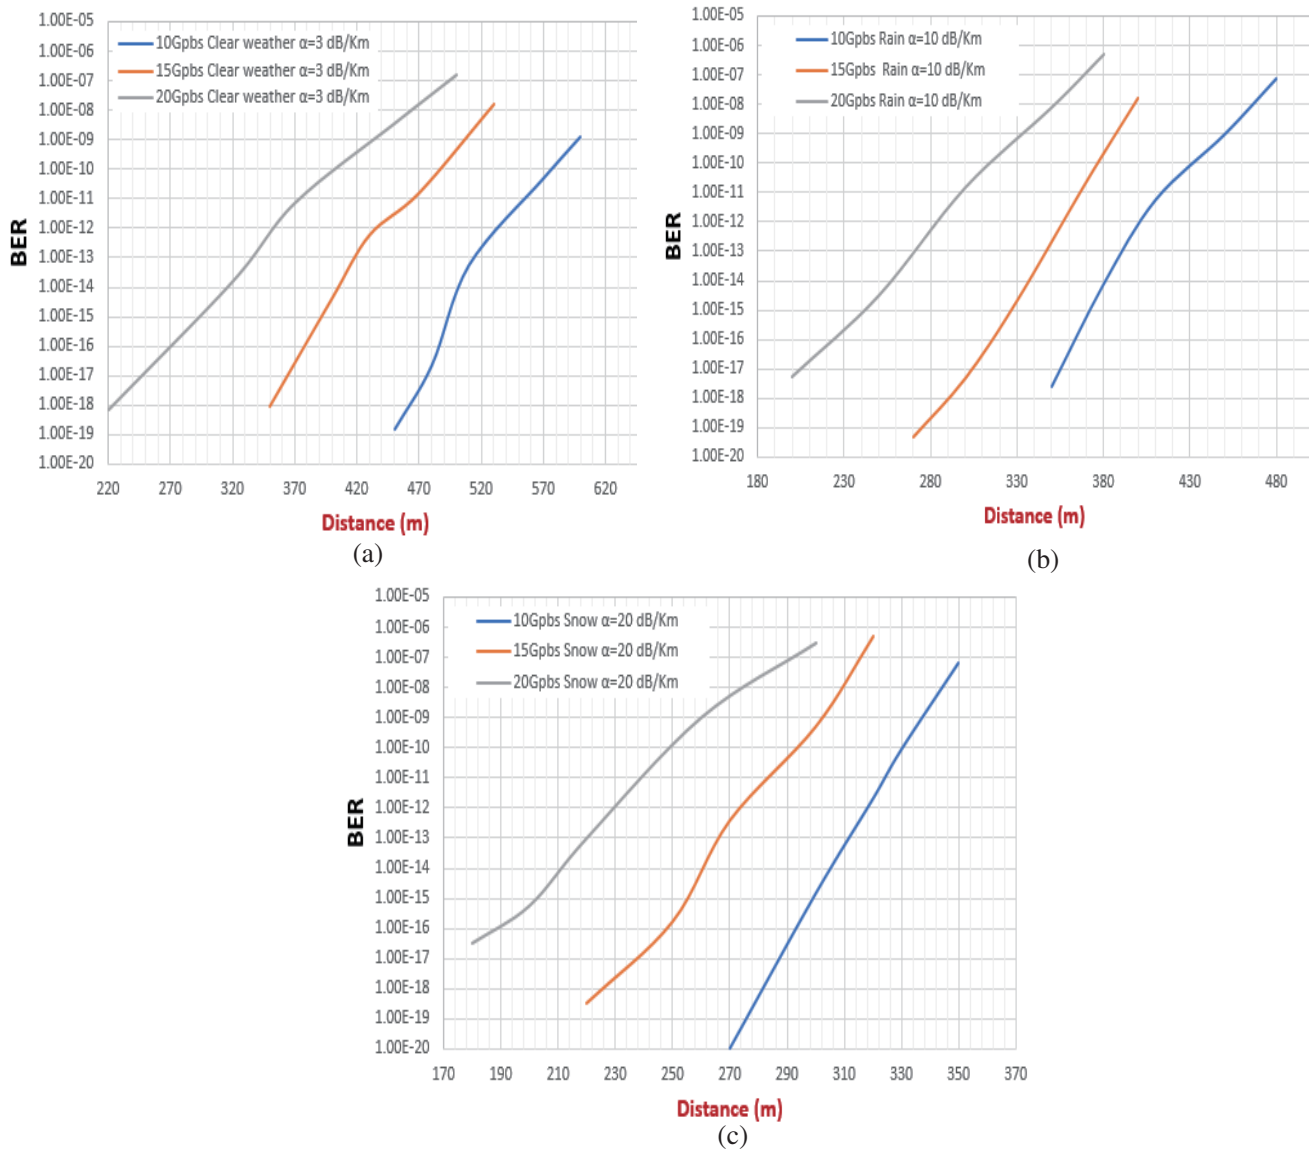 1.00E-05
1.00E-06
1.00E-07
1.00E-08
1.00E-09
1.00E-10
1.00E-11
1.00E-12
1.00E-13
1.00E-14
1.00E-15
1.00E-16
1.00E-17
1.00E-18
1.00E-19
1.00E-20
BER
10Gpbs Clear weather α=3 dB/Km
15Gpbs Clear weather α=3 dB/Km
20Gpbs Clear weather α=3 dB/Km
220 270 320 370 420 470 520 570 620
Distance (m)
(a)
1.00E-05
1.00E-06
1.00E-07
1.00E-08
1.00E-09
1.00E-10
1.00E-11
1.00E-12
1.00E-13
1.00E-14
1.00E-15
1.00E-16
1.00E-17
1.00E-18
1.00E-19
1.00E-20
BER
10Gpbs Rain α=10 dB/Km
15Gpbs Rain α=10 dB/Km
20Gpbs Rain α=10 dB/Km
180 230 280 330 380 430 480
Distance (m)
(b)
1.00E-05
1.00E-06
1.00E-07
1.00E-08
1.00E-09
1.00E-10
1.00E-11
1.00E-12
1.00E-13
1.00E-14
1.00E-15
1.00E-16
1.00E-17
1.00E-18
1.00E-19
1.00E-20
BER
10Gpbs Snow α=20 dB/Km
15Gpbs Snow α=20 dB/Km
20Gpbs Snow α=20 dB/Km
170 190 210 230 250 270 290 310 330 350 370
Distance (m)
(c)